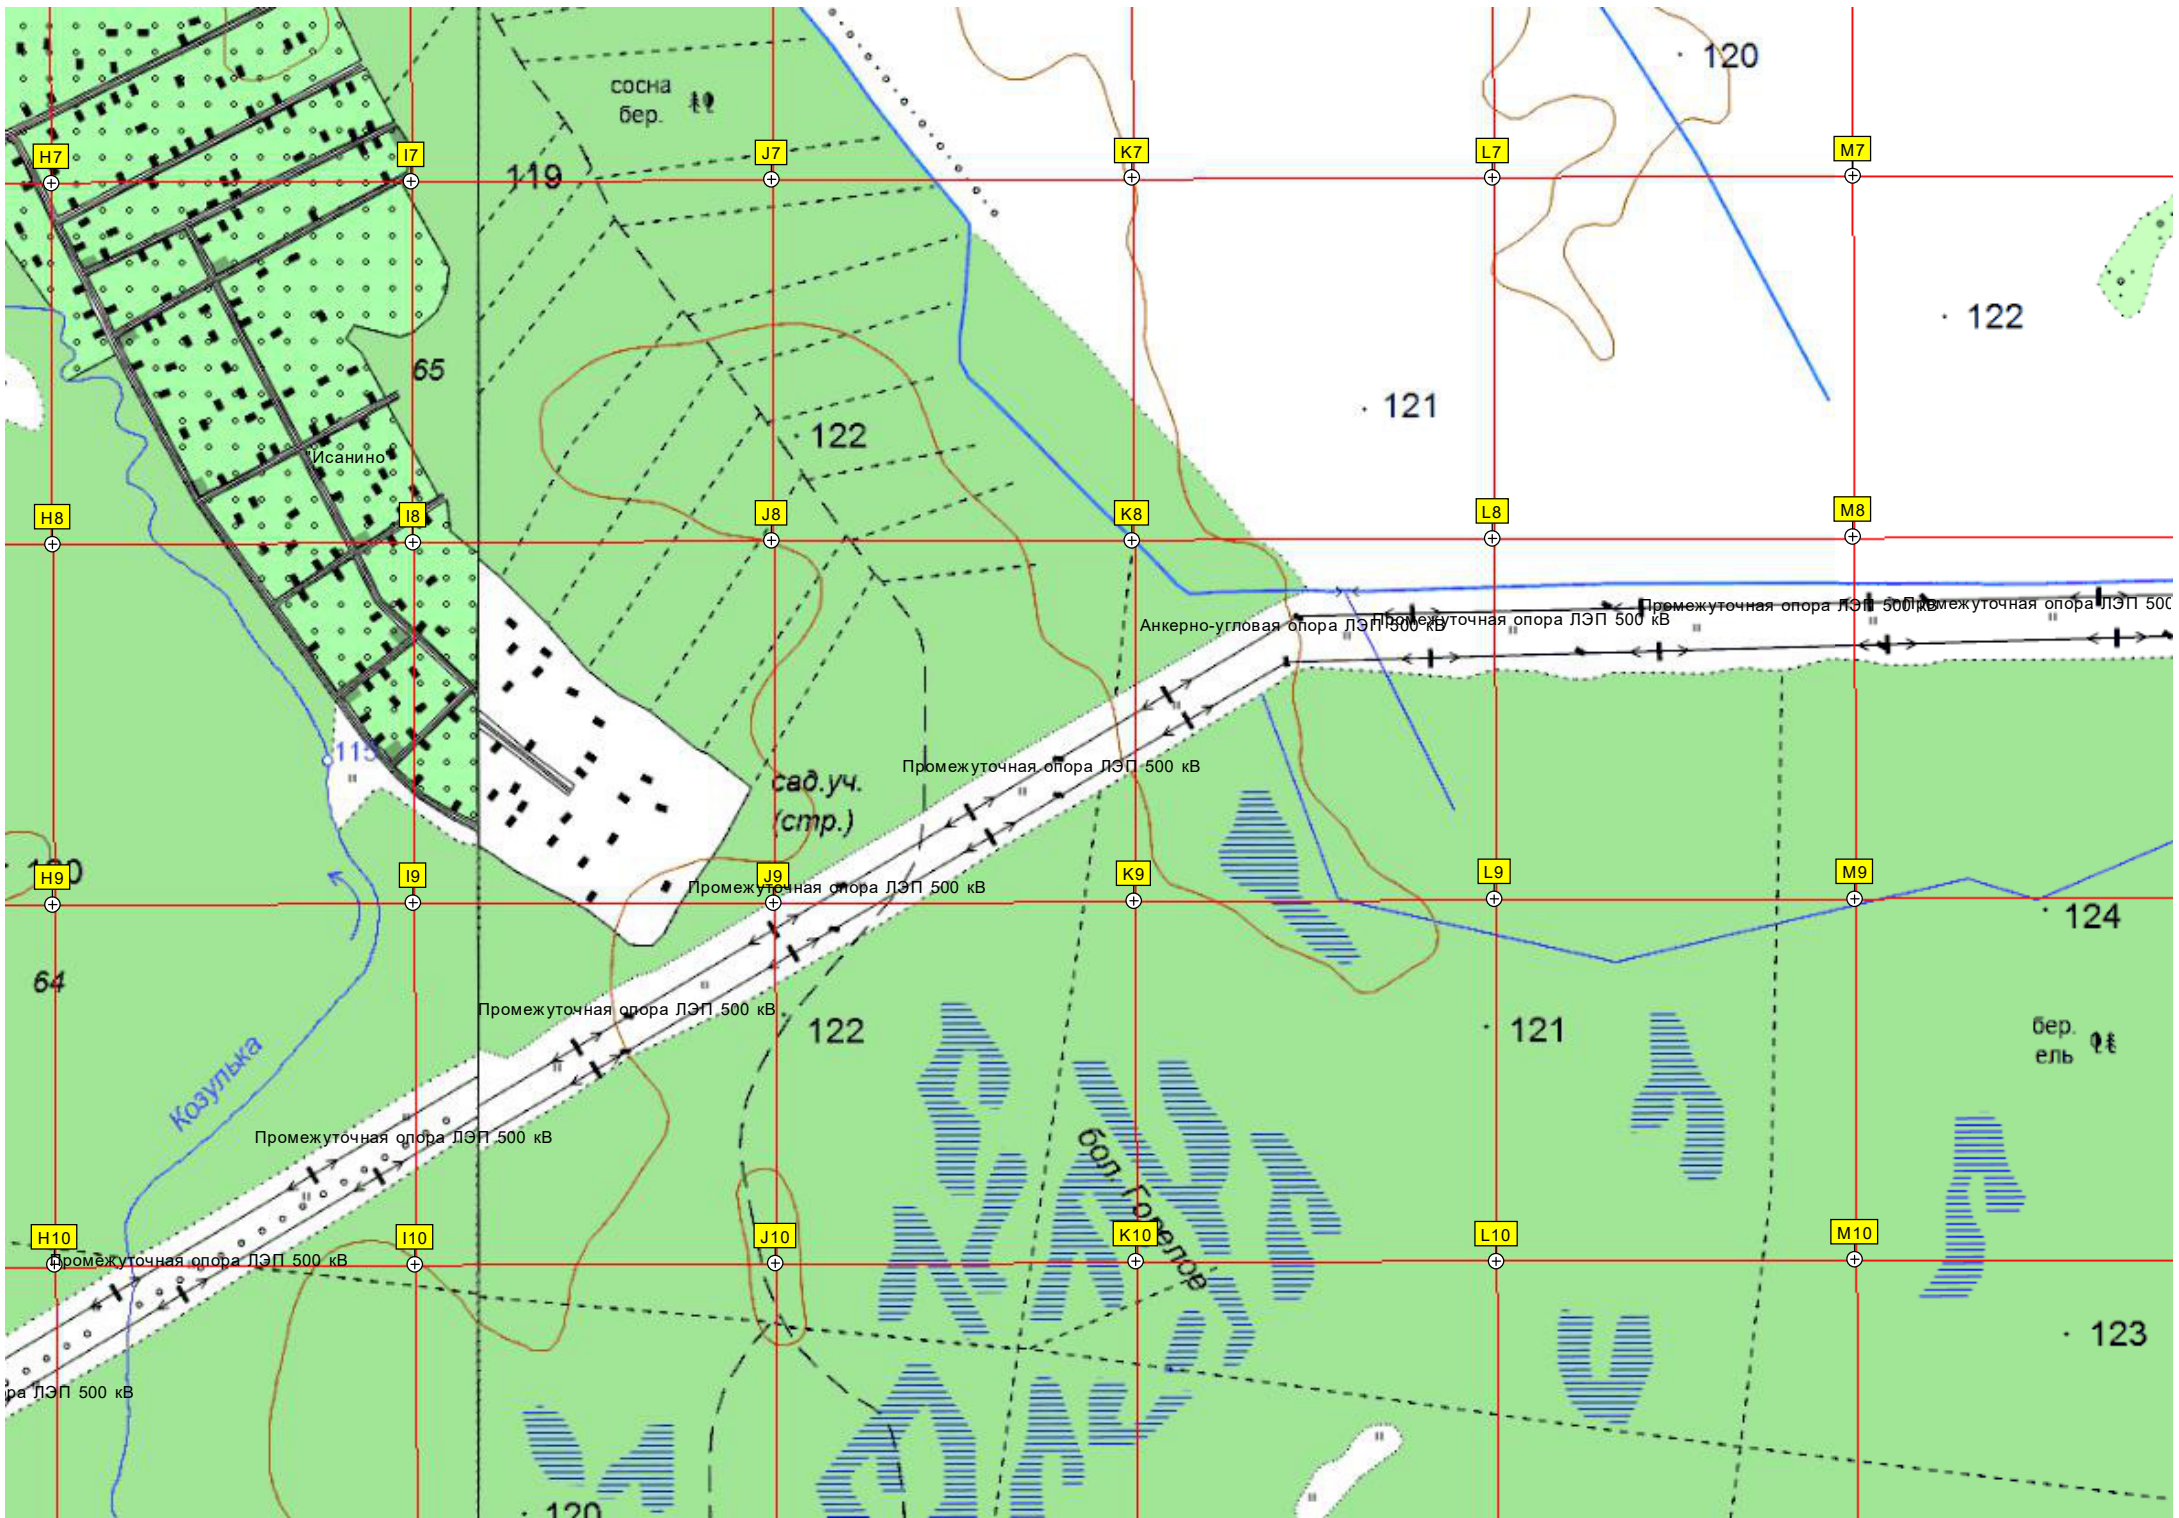 120
сосна
бер.
H7
I7
119
J7
K7
L7
M7
122
65
121
122
"Исанино"
H8
I8
J8
K8
L8
M8
Промежуточная опора ЛЭП 500 кВ
Промежуточная опора ЛЭП 500
Анкерно-угловая опора ЛЭП 500 кВ
Промежуточная опора ЛЭП 500 кВ
115
Промежуточная опора ЛЭП 500 кВ
сад.уч.
(стр.)
H9
I9
J9
K9
L9
M9
Промежуточная опора ЛЭП 500 кВ
124
64
Промежуточная опора ЛЭП 500 кВ
122
121
бер.
ель
Козулька
Промежуточная опора ЛЭП 500 кВ
бол. Горелое
H10
I10
J10
K10
L10
M10
Промежуточная опора ЛЭП 500 кВ
123
ра ЛЭП 500 кВ
120